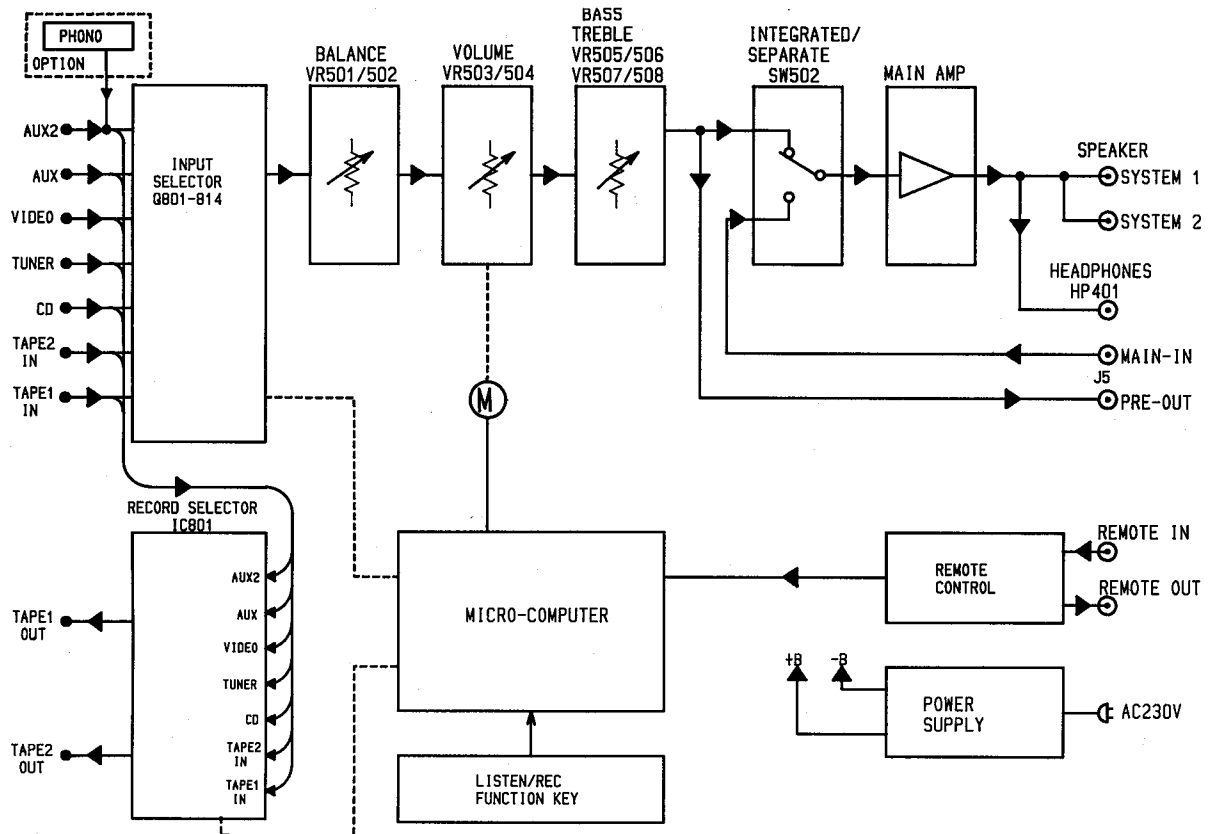 PHONO
OPTION
AUX2
AUX
VIDEO
TUNER
CD
TAPE2
IN
TAPE1
IN
INPUT
SELECTOR
Q801-814
BALANCE
VR501/502
VOLUME
VR503/504
BASS
TREBLE
VR505/506
VR507/508
INTEGRATED/
SEPARATE
SW502
MAIN AMP
SPEAKER
SYSTEM 1
SYSTEM 2
HEADPHONES
HP401
MAIN-IN
J5
PRE-OUT
M
RECORD SELECTOR
IC801
AUX2
AUX
VIDEO
TUNER
CD
TAPE2
IN
TAPE1
IN
TAPE1
OUT
TAPE2
OUT
MICRO-COMPUTER
LISTEN/REC
FUNCTION KEY
REMOTE
CONTROL
REMOTE IN
REMOTE OUT
+B
-B
POWER
SUPPLY
AC230V